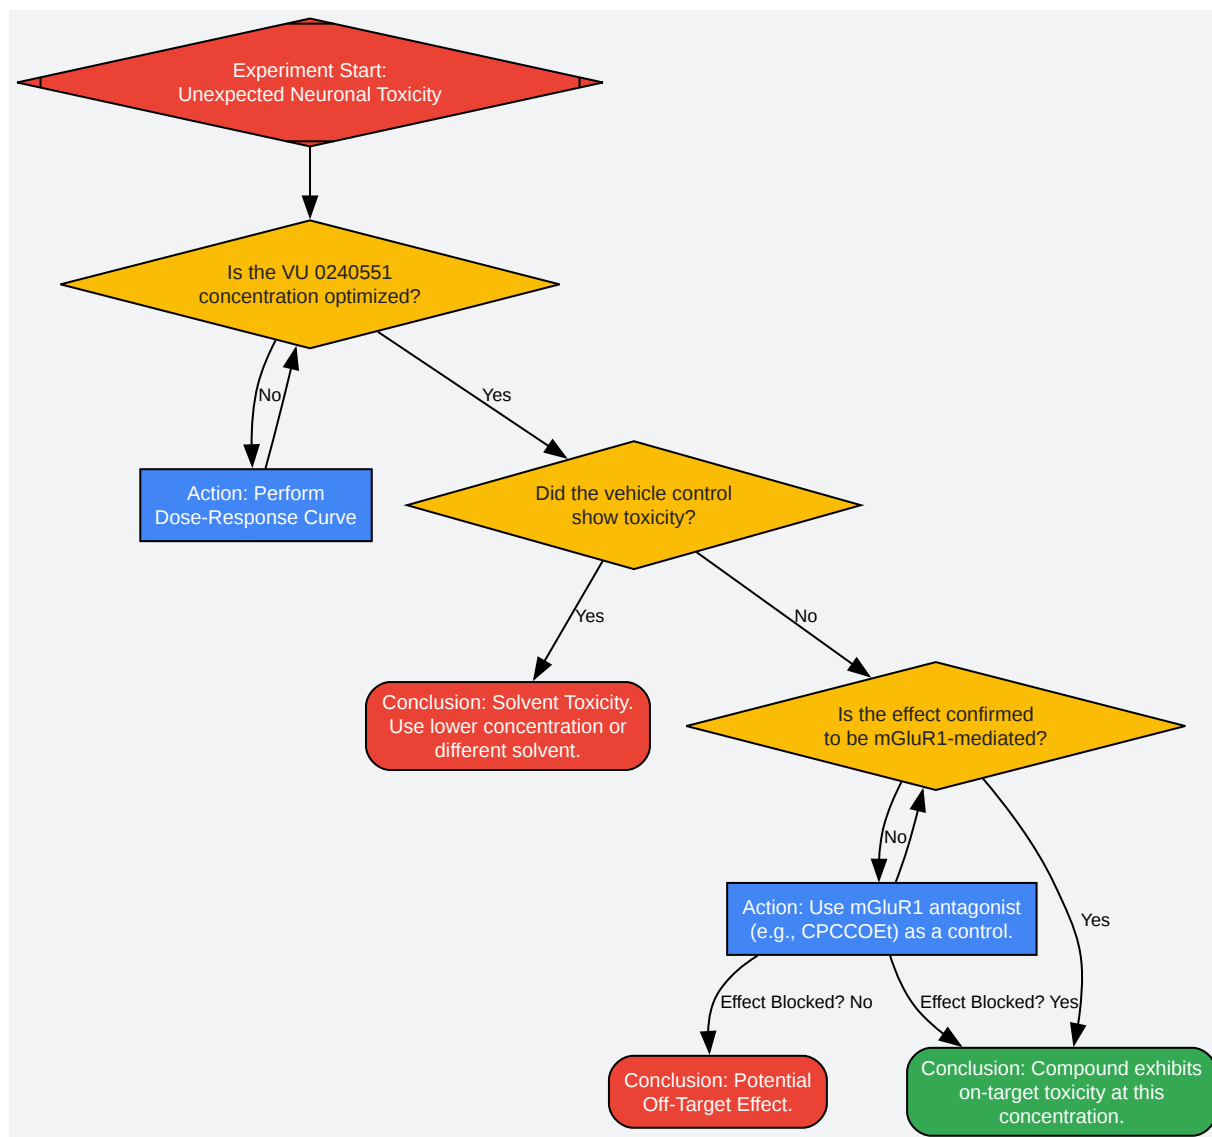 Experiment Start:
Unexpected Neuronal Toxicity
Is the VU 0240551
concentration optimized?
No
Yes
Action: Perform
Dose-Response Curve
Did the vehicle control
show toxicity?
Yes
No
Conclusion: Solvent Toxicity.
Use lower concentration or
different solvent.
Is the effect confirmed
to be mGluR1-mediated?
No
Yes
Action: Use mGluR1 antagonist
(e.g., CPCCOEt) as a control.
Effect Blocked? No
Effect Blocked? Yes
Conclusion: Potential
Off-Target Effect.
Conclusion: Compound exhibits
on-target toxicity at this
concentration.